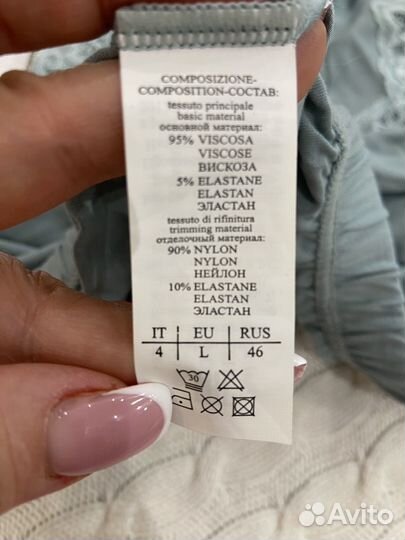 COMPOSIZIONE-
COMPOSITION-СОСТАВ:
tessuto principale
basic material
основной материал:
95% VISCOSA
VISCOSE
ВИСКОЗА
5% ELASTANE
ELASTAN
ЭЛАСТАН
tessuto di rifinitura
trimming material
отделочный материал:
90% NYLON
NYLON
НЕЙЛОН
10% ELASTANE
ELASTAN
ЭЛАСТАН
IT EU RUS
4 L 46
30
Avito